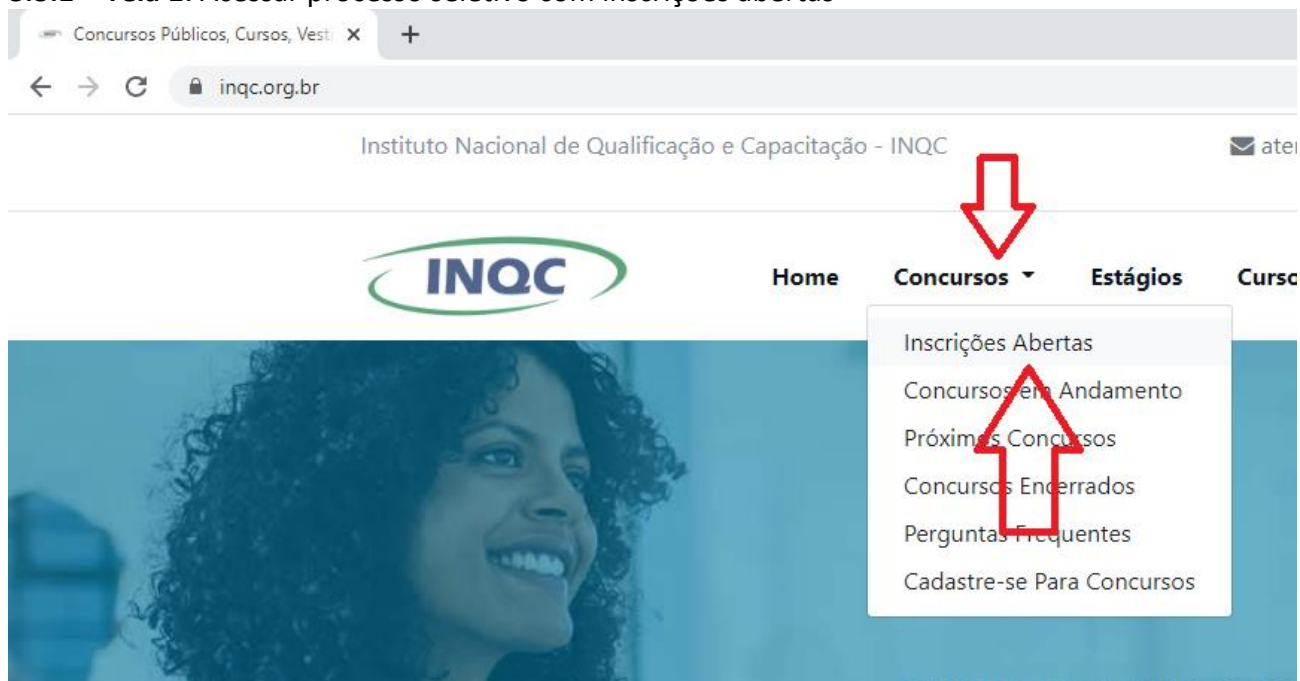 Concursos Públicos, Cursos, Vest
inqc.org.br
Instituto Nacional de Qualificação e Capacitação - INQC
INQC
Home Concursos Estágios Curso
Inscrições Abertas
Concursos em Andamento
Próximos Concursos
Concursos Encerrados
Perguntas Frequentes
Cadastre-se Para Concursos